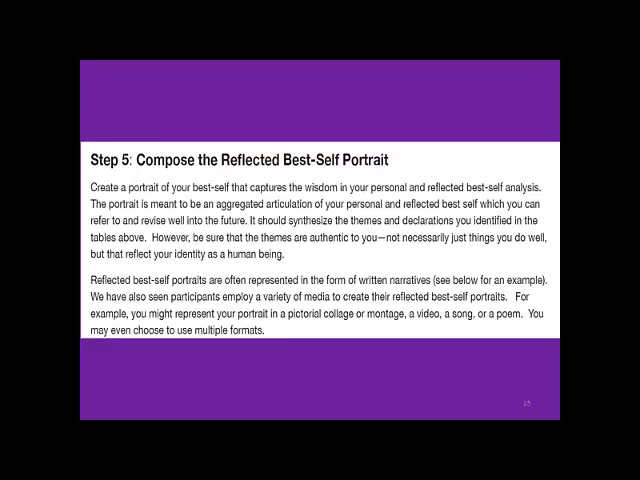 Step 5: Compose the Reflected Best-Self Portrait
Create a portrait of your best-self that captures the wisdom in your personal and reflected best-self analysis.
The portrait is meant to be an aggregated articulation of your personal and reflected best self which you can
refer to and revise well into the future. It should synthesize the themes and declarations you identified in the
tables above. However, be sure that the themes are authentic to you—not necessarily just things you do well,
but that reflect your identity as a human being.
Reflected best-self portraits are often represented in the form of written narratives (see below for an example).
We have also seen participants employ a variety of media to create their reflected best-self portraits. For
example, you might represent your portrait in a pictorial collage or montage, a video, a song, or a poem. You
may even choose to use multiple formats.
25